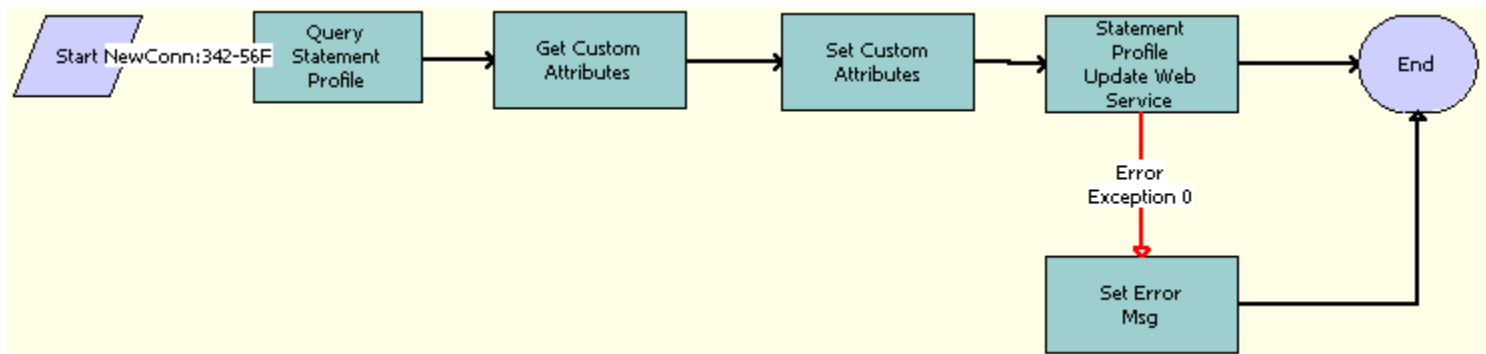 Start NewConn:342-56F
Query
Statement
Profile
Get Custom
Attributes
Set Custom
Attributes
Statement
Profile
Update Web
Service
End
Error
Exception 0
Set Error
Msg